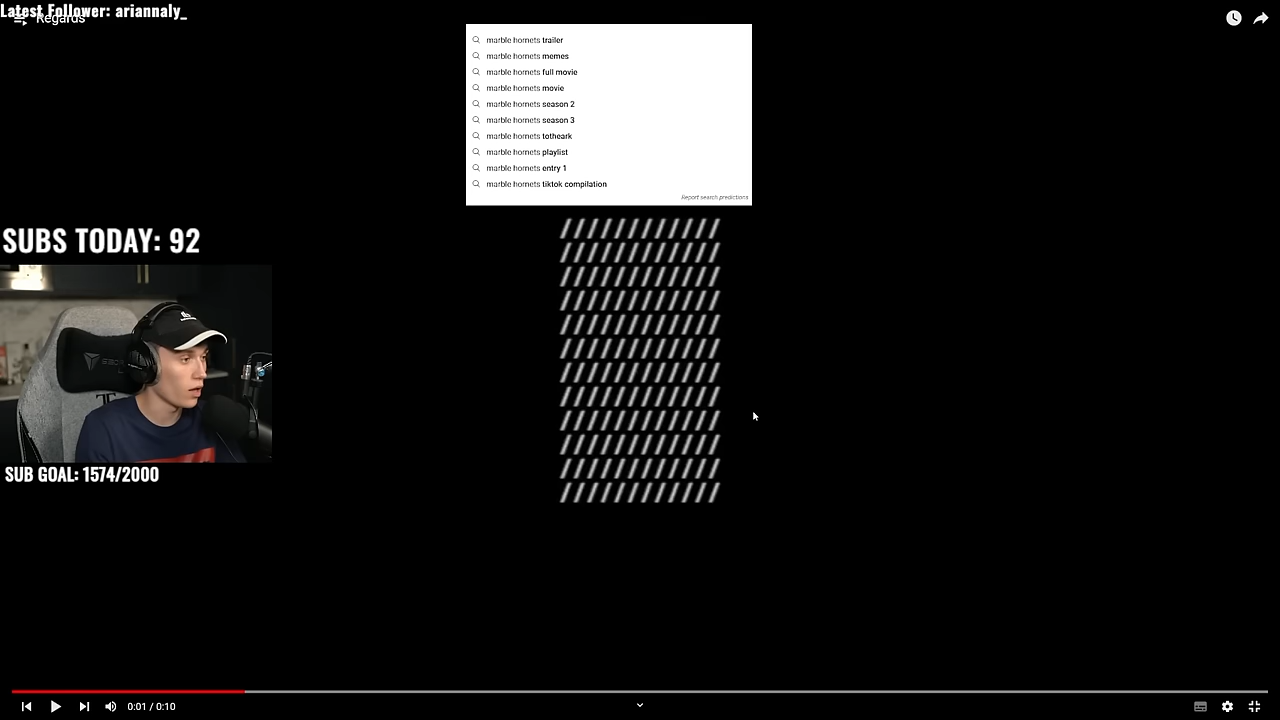 Latest Follower: ariannaly_
Regards
marble hornets trailer
marble hornets memes
marble hornets full movie
marble hornets movie
marble hornets season 2
marble hornets season 3
marble hornets totheark
marble hornets playlist
marble hornets entry 1
marble hornets tiktok compilation
Report search predictions
////////////
////////////
////////////
////////////
////////////
////////////
////////////
////////////
////////////
////////////
////////////
////////////
SUBS TODAY: 92
SUB GOAL: 1574/2000
0:01 / 0:10